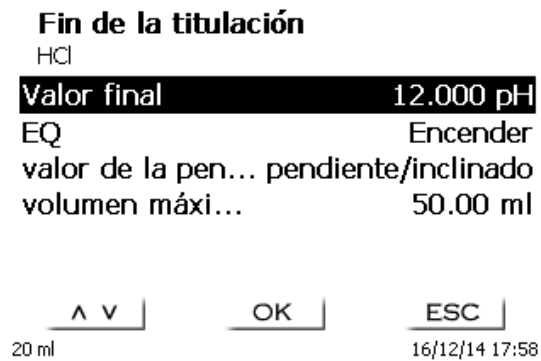 Fin de la titulación
HCl
Valor final 12.000 pH
EQ Encender
valor de la pen... pendiente/inclinado
volumen máxi... 50.00 ml
∧ ∨ OK ESC
20 ml 16/12/14 17:58